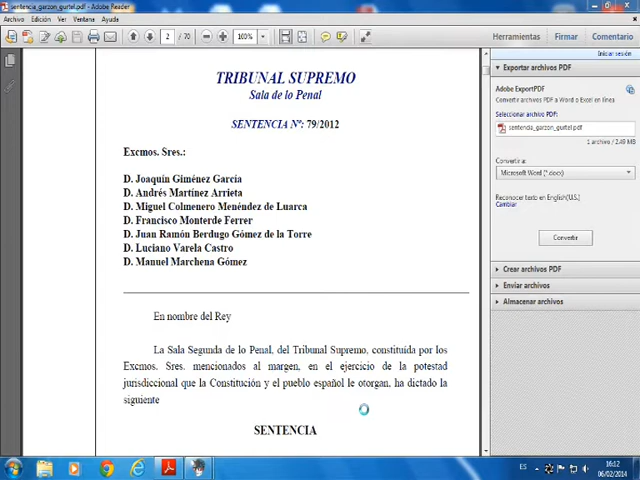 sentencia_garzon_gurtel.pdf - Adobe Reader
Archivo Edición Ver Ventana Ayuda
2 / 70 100% Herramientas Firmar Comentario
Iniciar sesión
TRIBUNAL SUPREMO
Sala de lo Penal
SENTENCIA Nº: 79/2012
Excmos. Sres.:
D. Joaquín Giménez García
D. Andrés Martínez Arrieta
D. Miguel Colmenero Menéndez de Luarca
D. Francisco Monterde Ferrer
D. Juan Ramón Berdugo Gómez de la Torre
D. Luciano Varela Castro
D. Manuel Marchena Gómez
En nombre del Rey
La Sala Segunda de lo Penal, del Tribunal Supremo, constituida por los
Excmos. Sres. mencionados al margen, en el ejercicio de la potestad
jurisdiccional que la Constitución y el pueblo español le otorgan, ha dictado la
siguiente
SENTENCIA
Exportar archivos PDF
Adobe ExportPDF
Convertir archivos PDF a Word o Excel en línea
Seleccionar archivo PDF:
sentencia_garzon_gurtel.pdf
1 archivo / 2.49 MB
Convertir a:
Microsoft Word (*.docx)
Reconocer texto en English(U.S.)
Cambiar
Convertir
Crear archivos PDF
Enviar archivos
Almacenar archivos
ES
16:12
06/02/2014